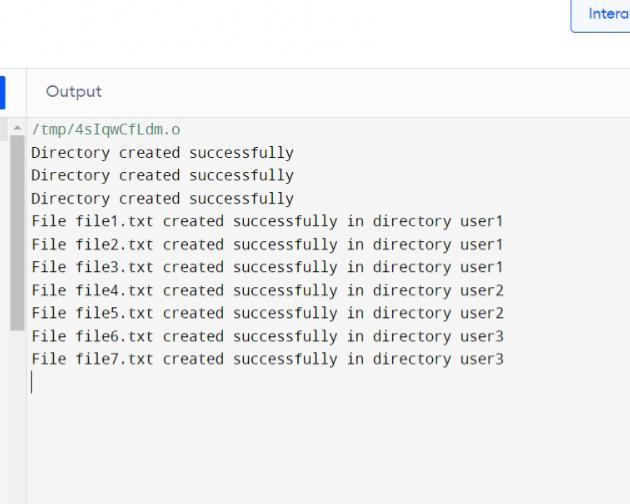 Intera
Output
/tmp/4sIqwCfLdm.o
Directory created successfully
Directory created successfully
Directory created successfully
File file1.txt created successfully in directory user1
File file2.txt created successfully in directory user1
File file3.txt created successfully in directory user1
File file4.txt created successfully in directory user2
File file5.txt created successfully in directory user2
File file6.txt created successfully in directory user3
File file7.txt created successfully in directory user3